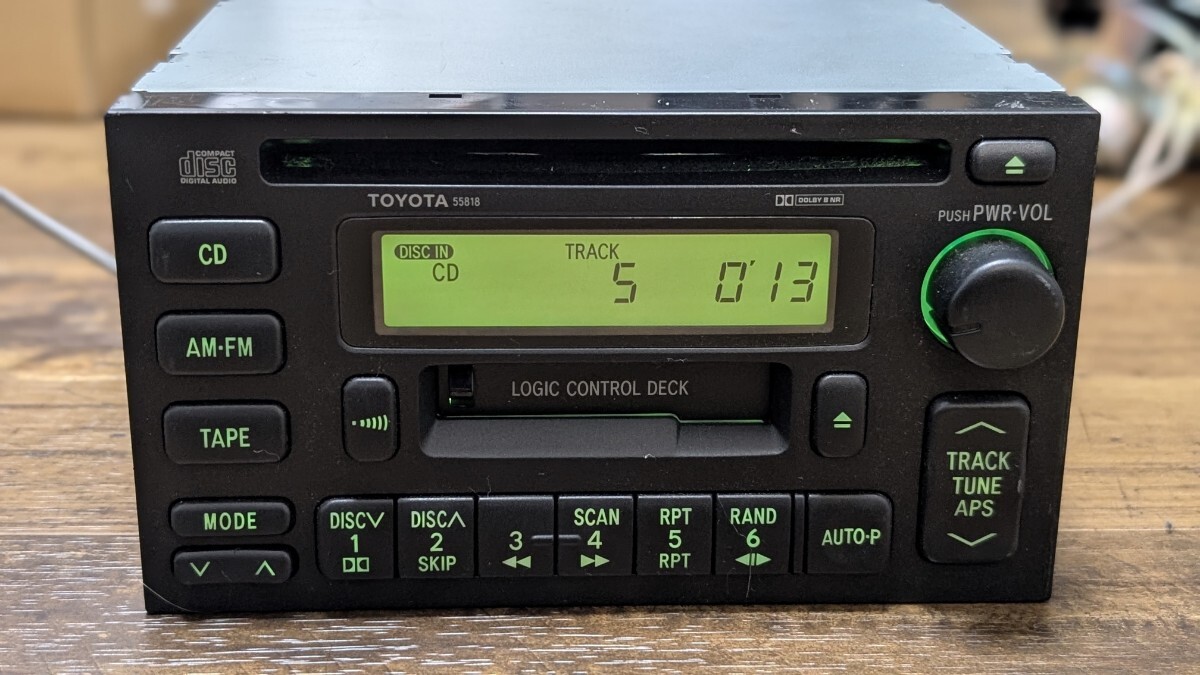 COMPACT
disc
DIGITAL AUDIO
TOYOTA 55818
DOLBY B NR
PUSH PWR·VOL
CD
DISC IN
TRACK
CD
5 0'13
AM·FM
LOGIC CONTROL DECK
TAPE
TRACK
TUNE
APS
MODE
DISC
1
DISC
2
SKIP
3
SCAN
4
RPT
5
RPT
RAND
6
AUTO·P